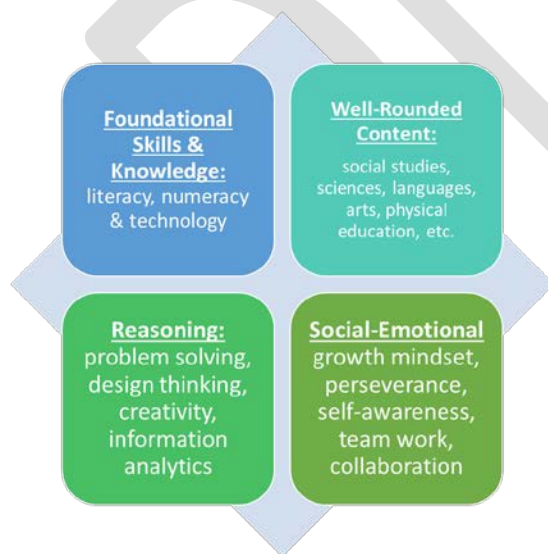 Foundational
Skills &
Knowledge:
literacy, numeracy
& technology
Well-Rounded
Content:
social studies,
sciences, languages,
arts, physical
education, etc.
Reasoning:
problem solving,
design thinking,
creativity,
information
analytics
Social-Emotional
growth mindset,
perseverance,
self-awareness,
team work,
collaboration